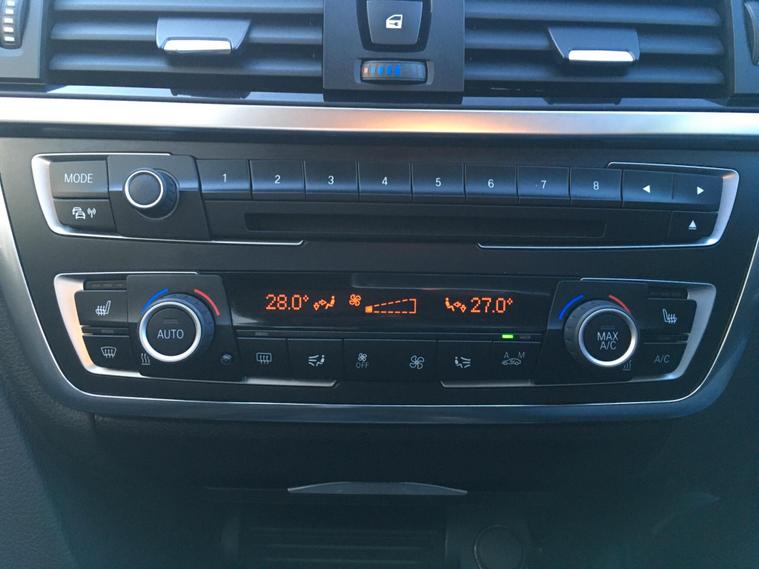 MODE 1 2 3 4 5 6 7 8
28.0° 27.0°
AUTO MAX
A/C
OFF A M A/C